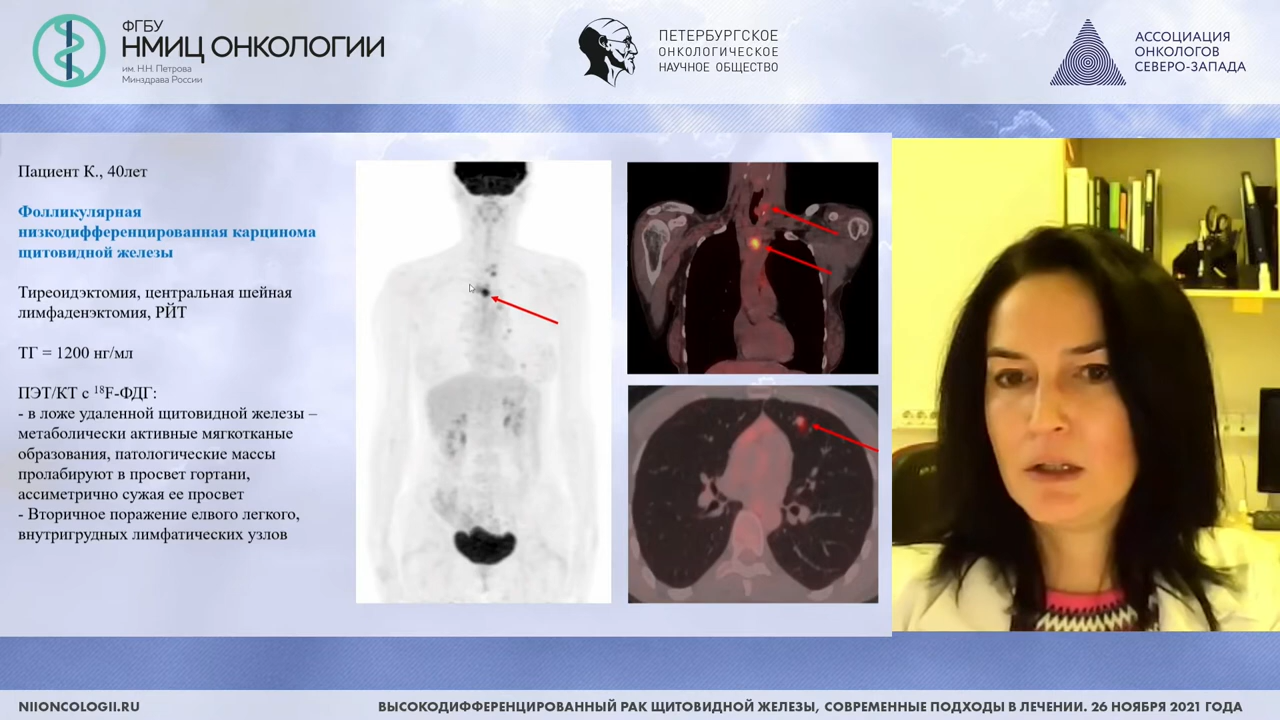 ФГБУ
НМИЦ ОНКОЛОГИИ
им. Н.Н. Петрова
Минздрава России
ПЕТЕРБУРГСКОЕ
ОНКОЛОГИЧЕСКОЕ
НАУЧНОЕ ОБЩЕСТВО
АССОЦИАЦИЯ
ОНКОЛОГОВ
СЕВЕРО-ЗАПАДА
Пациент К., 40лет
Фолликулярная
низкодифференцированная карцинома
щитовидной железы
Тиреоидэктомия, центральная шейная
лимфаденэктомия, РЙТ
ТГ = 1200 нг/мл
ПЭТ/КТ с ¹⁸F-ФДГ:
- в ложе удаленной щитовидной железы –
метаболически активные мягкотканые
образования, патологические массы
пролабируют в просвет гортани,
ассиметрично сужая ее просвет
- Вторичное поражение елвого легкого,
внутригрудных лимфатических узлов
NIIONCOLOGII.RU
ВЫСОКОДИФФЕРЕНЦИРОВАННЫЙ РАК ЩИТОВИДНОЙ ЖЕЛЕЗЫ, СОВРЕМЕННЫЕ ПОДХОДЫ В ЛЕЧЕНИИ. 26 НОЯБРЯ 2021 ГОДА